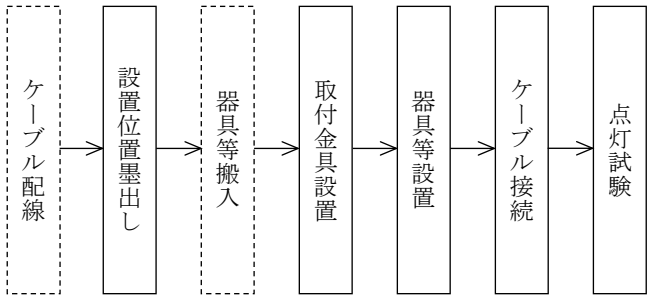 ケーブル配線
設置位置墨出し
器具等搬入
取付金具設置
器具等設置
ケーブル接続
点灯試験